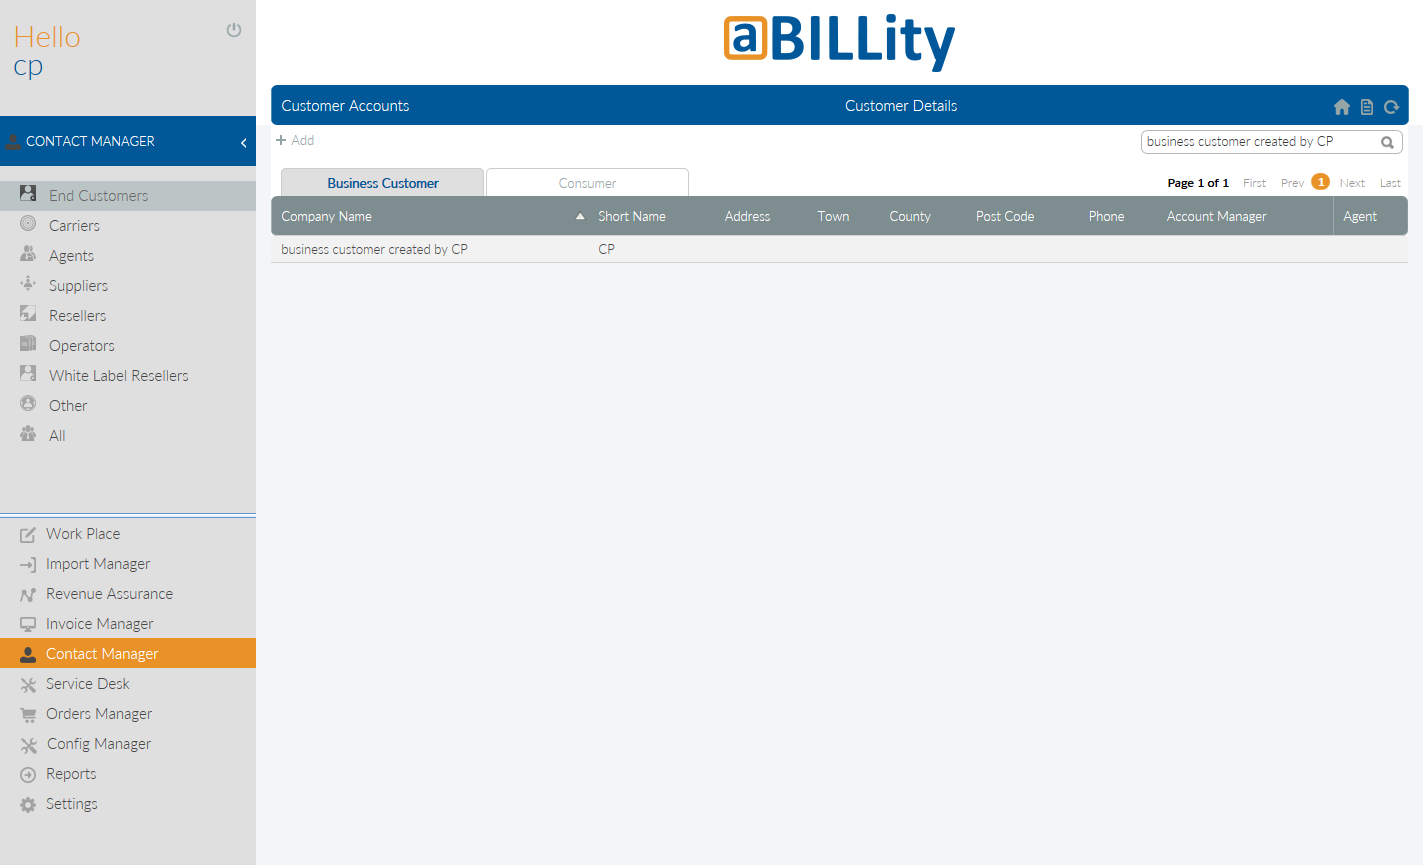 Hello
cp
CONTACT MANAGER
End Customers
Carriers
Agents
Suppliers
Resellers
Operators
White Label Resellers
Other
All
Work Place
Import Manager
Revenue Assurance
Invoice Manager
Contact Manager
Service Desk
Orders Manager
Config Manager
Reports
Settings
aBILLity
Customer Accounts Customer Details
Add business customer created by CP
Business Customer Consumer Page 1 of 1 First Prev 1 Next Last
Company Name Short Name Address Town County Post Code Phone Account Manager Agent
business customer created by CP CP